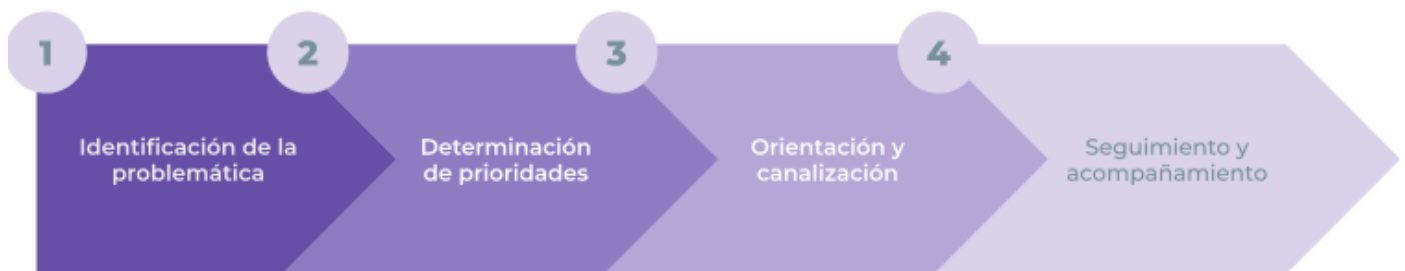 1
Identificación de la
problemática
2
Determinación
de prioridades
3
Orientación y
canalización
4
Seguimiento y
acompañamiento